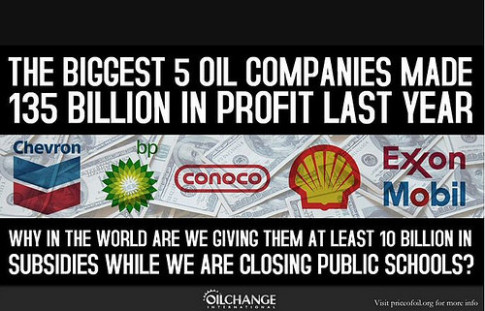 THE BIGGEST 5 OIL COMPANIES MADE
135 BILLION IN PROFIT LAST YEAR
Chevron
bp
conoco
Exxon
Mobil
WHY IN THE WORLD ARE WE GIVING THEM AT LEAST 10 BILLION IN
SUBSIDIES WHILE WE ARE CLOSING PUBLIC SCHOOLS?
OILCHANGE
INTERNATIONAL
Visit priceofoil.org for more info